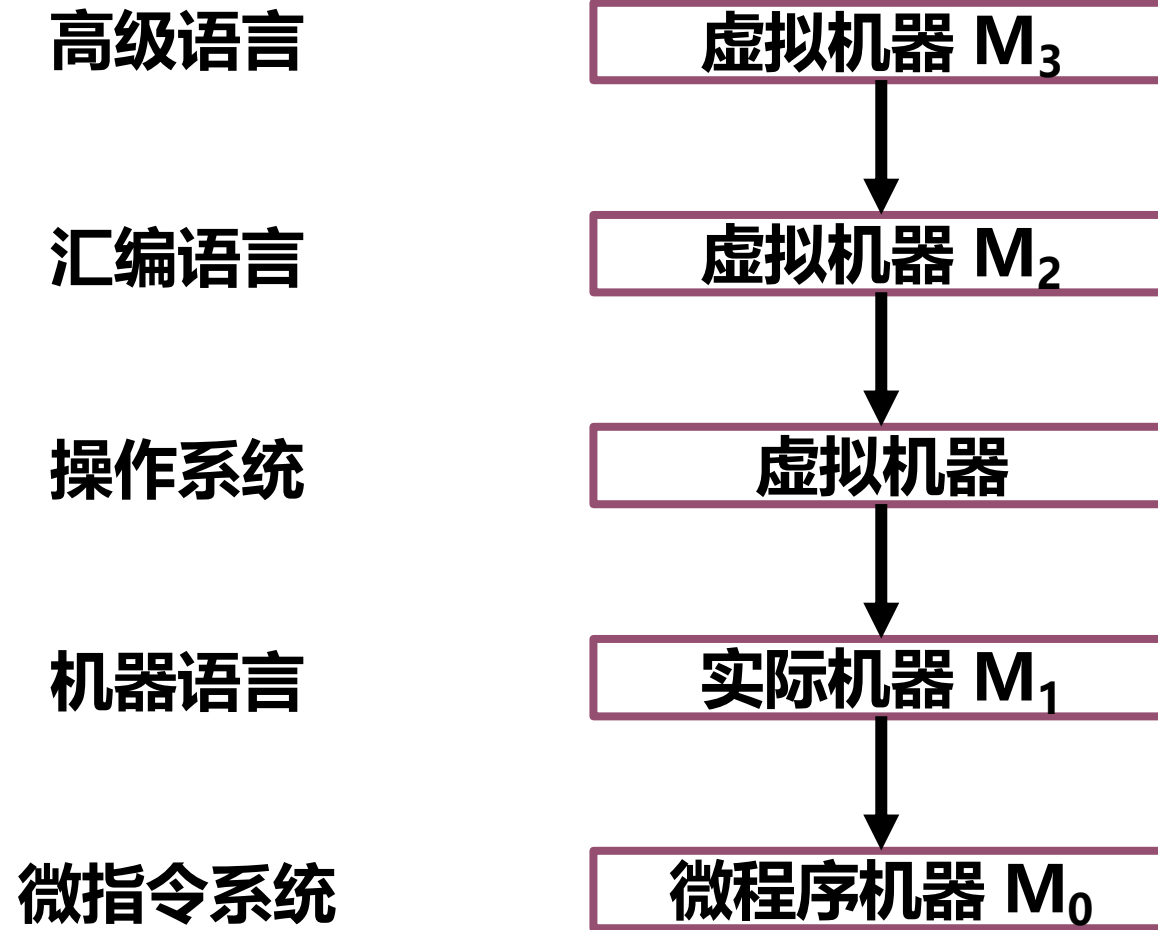 高级语言 虚拟机器 M₃
汇编语言 虚拟机器 M₂
操作系统 虚拟机器
机器语言 实际机器 M₁
微指令系统 微程序机器 M₀